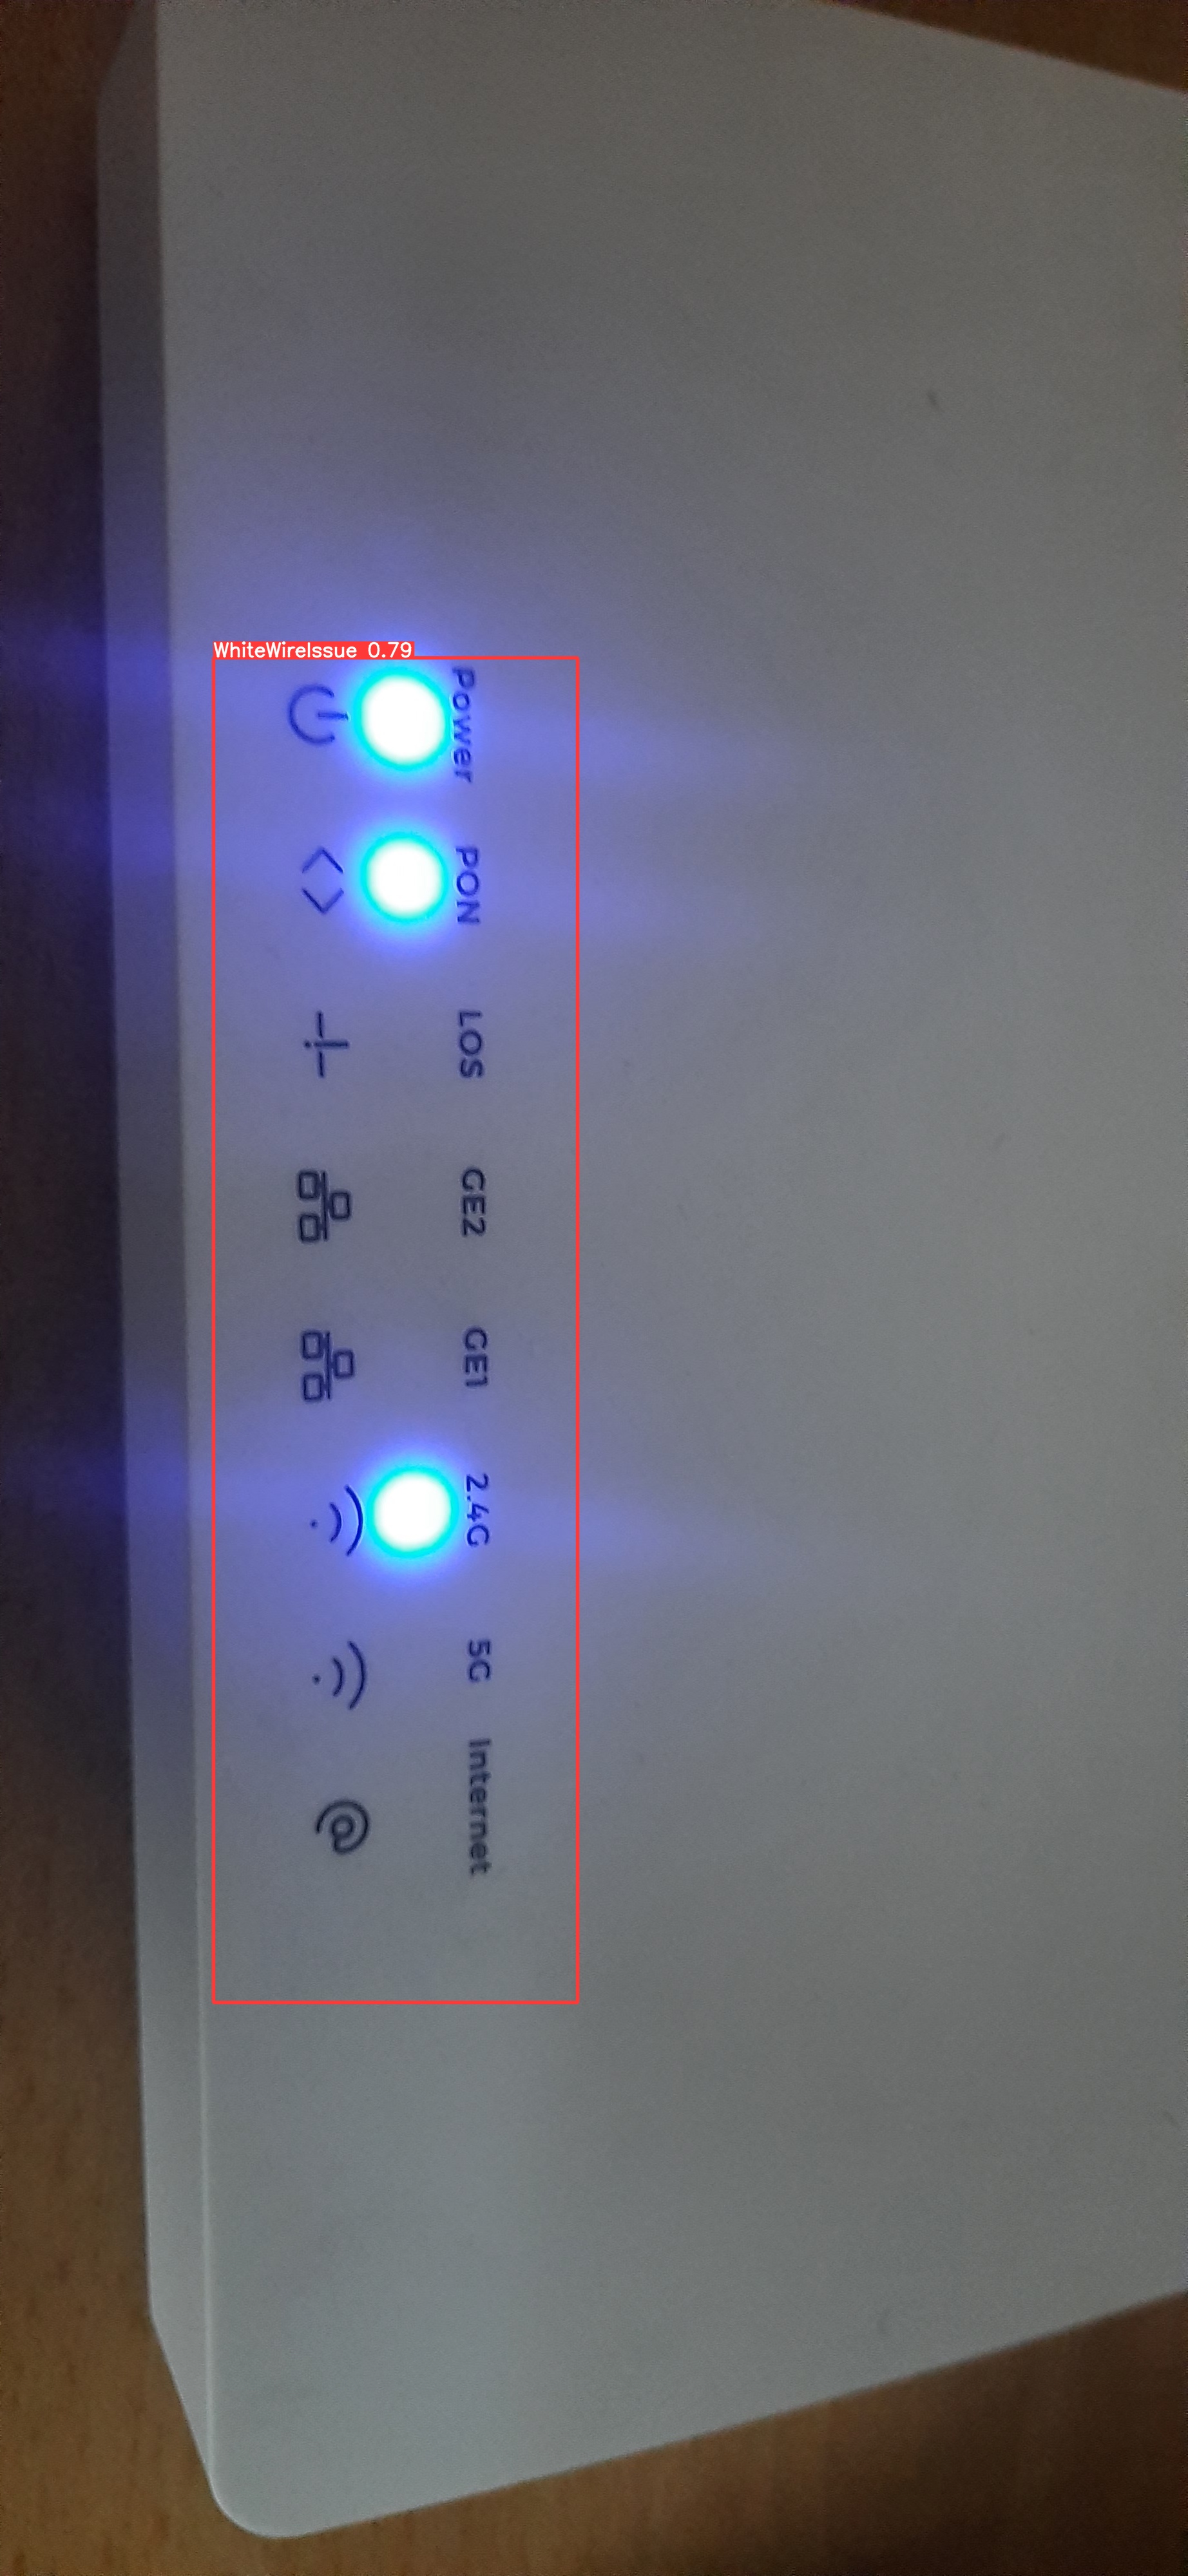 WhiteWireIssue 0.79
Power
PON
LOS
GE2
GE1
2.4G
5G
Internet